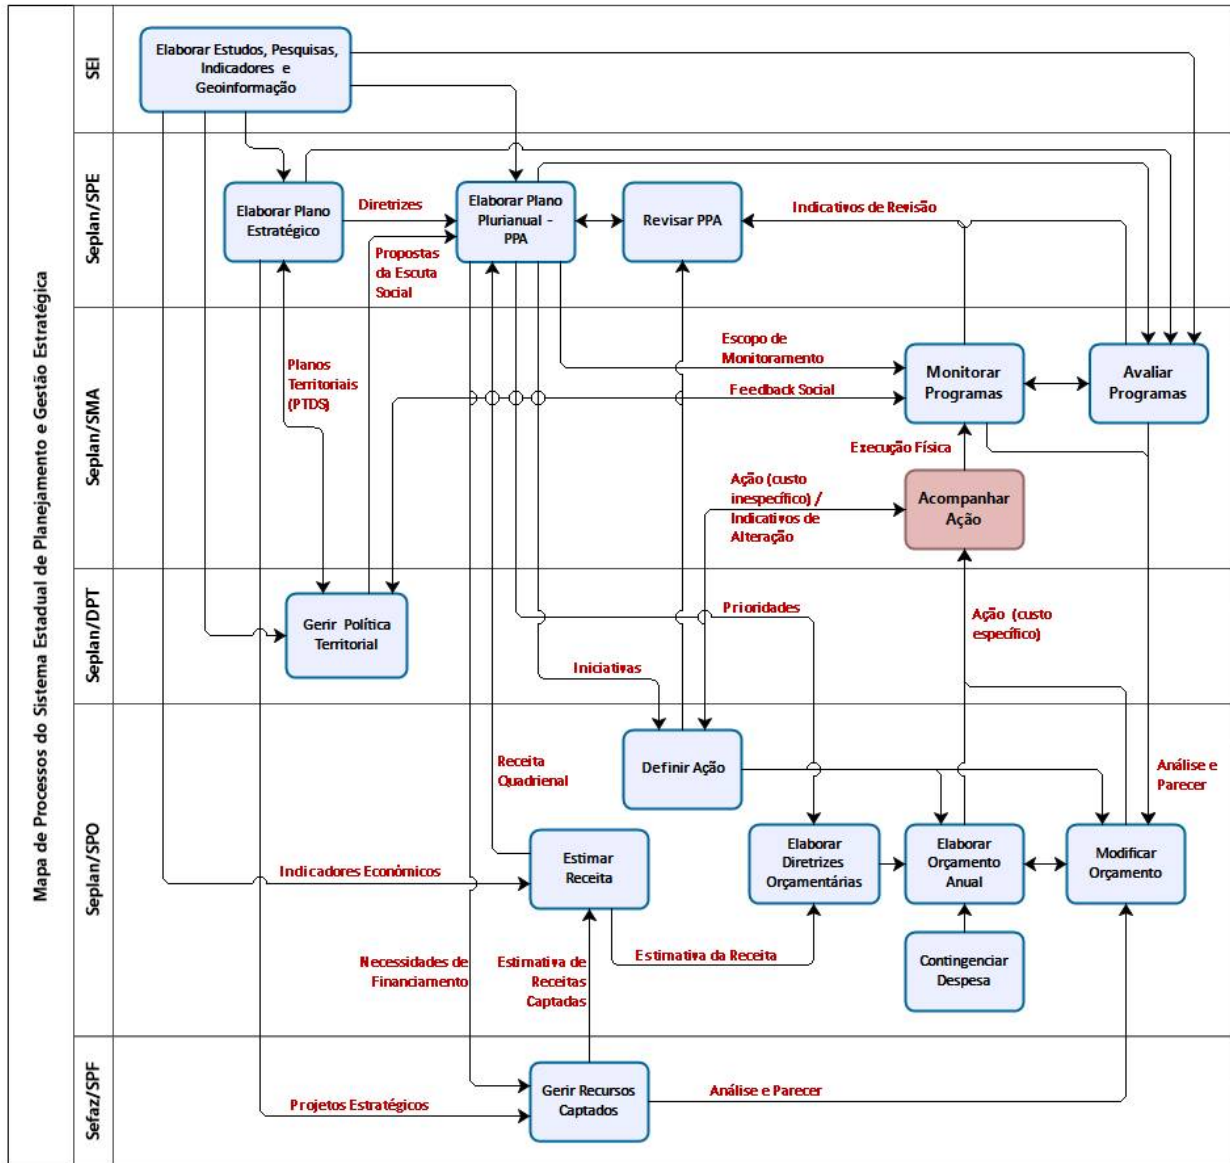 Mapa de Processos do Sistema Estadual de Planejamento e Gestão Estratégica
SEI
Elaborar Estudos, Pesquisas,
Indicadores e
Geoinformação
Seplan/SPE
Elaborar Plano
Estratégico
Diretrizes
Propostas
da Escuta
Social
Elaborar Plano
Plurianual -
PPA
Revisar PPA
Indicativos de Revisão
Seplan/SMA
Planos
Territoriais
(PTDS)
Escopo de
Monitoramento
Feedback Social
Monitorar
Programas
Avaliar
Programas
Execução Física
Ação (custo
inespecífico) /
Indicativos de
Alteração
Acompanhar
Ação
Seplan/DPT
Gerir Política
Territorial
Prioridades
Iniciativas
Ação (custo
específico)
Seplan/SPO
Receita
Quadrienal
Definir Ação
Análise e
Parecer
Indicadores Econômicos
Estimar
Receita
Elaborar
Diretrizes
Orçamentárias
Elaborar
Orçamento
Anual
Modificar
Orçamento
Necessidades de
Financiamento
Estimativa de
Receitas
Captadas
Estimativa da Receita
Contingenciar
Despesa
Sefaz/SPF
Projetos Estratégicos
Gerir Recursos
Captados
Análise e Parecer